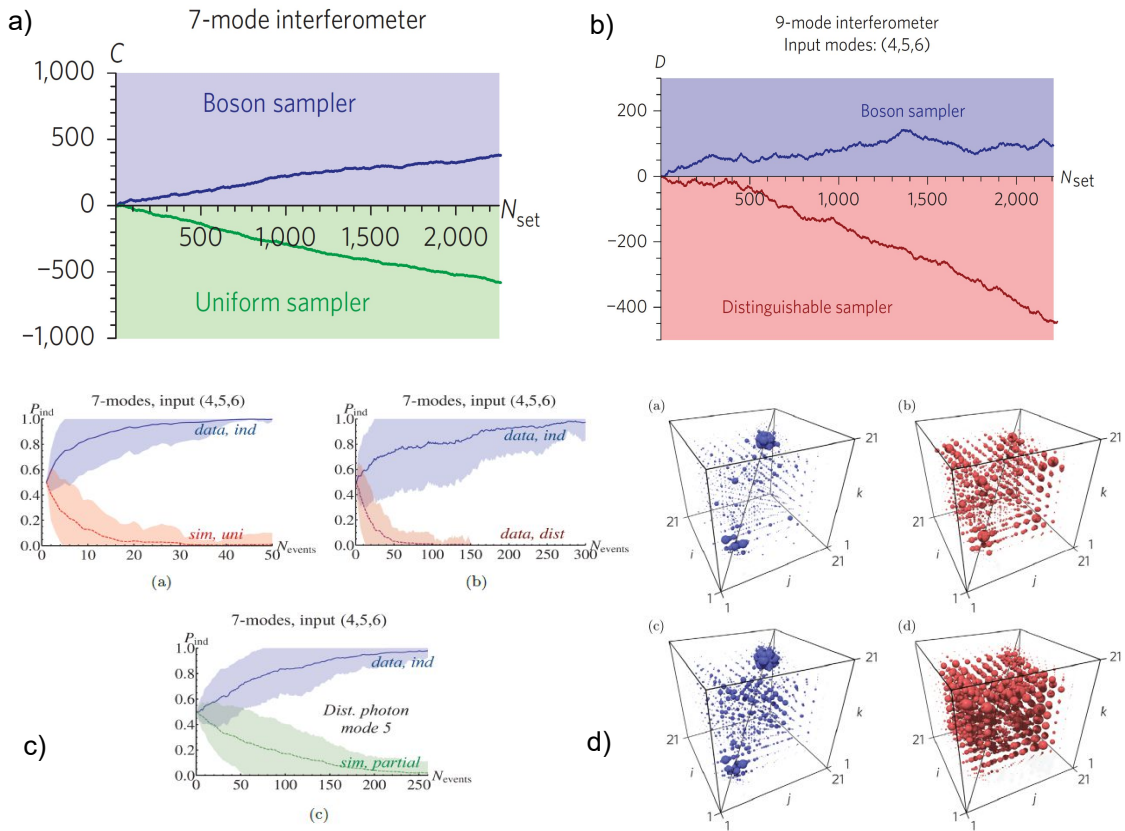 a)
7-mode interferometer
C
1,000
500
0
−500
−1,000
Boson sampler
Uniform sampler
500 1,000 1,500 2,000
N_set
b)
9-mode interferometer
Input modes: (4,5,6)
D
200
0
−200
−400
Boson sampler
Distinguishable sampler
500 1,000 1,500 2,000
N_set
c)
7-modes, input (4,5,6)
P_ind
1.0
0.8
0.6
0.4
0.2
0.0
data, ind
sim, uni
0 10 20 30 40 50
N_events
(a)
7-modes, input (4,5,6)
P_ind
1.0
0.8
0.6
0.4
0.2
0.0
data, ind
data, dist
0 50 100 150 200 250 300
N_events
(b)
7-modes, input (4,5,6)
P_ind
1.0
0.8
0.6
0.4
0.2
0.0
data, ind
Dist. photon
mode 5
sim, partial
0 50 100 150 200 250
N_events
(c)
d)
(a)
21
k
21
1
21
i
j
1
1
(b)
21
k
21
1
21
i
j
1
1
(c)
21
k
21
1
21
i
j
1
1
(d)
21
k
21
1
21
i
j
1
1